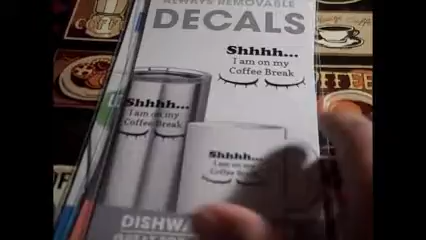 ALWAYS REMOVABLE
DECALS
Shhhh...
I am on my
Coffee Break
Shhhh...
I am on my
Coffee Break
Shhhh...
I am on my
Coffee Break
COFFEE